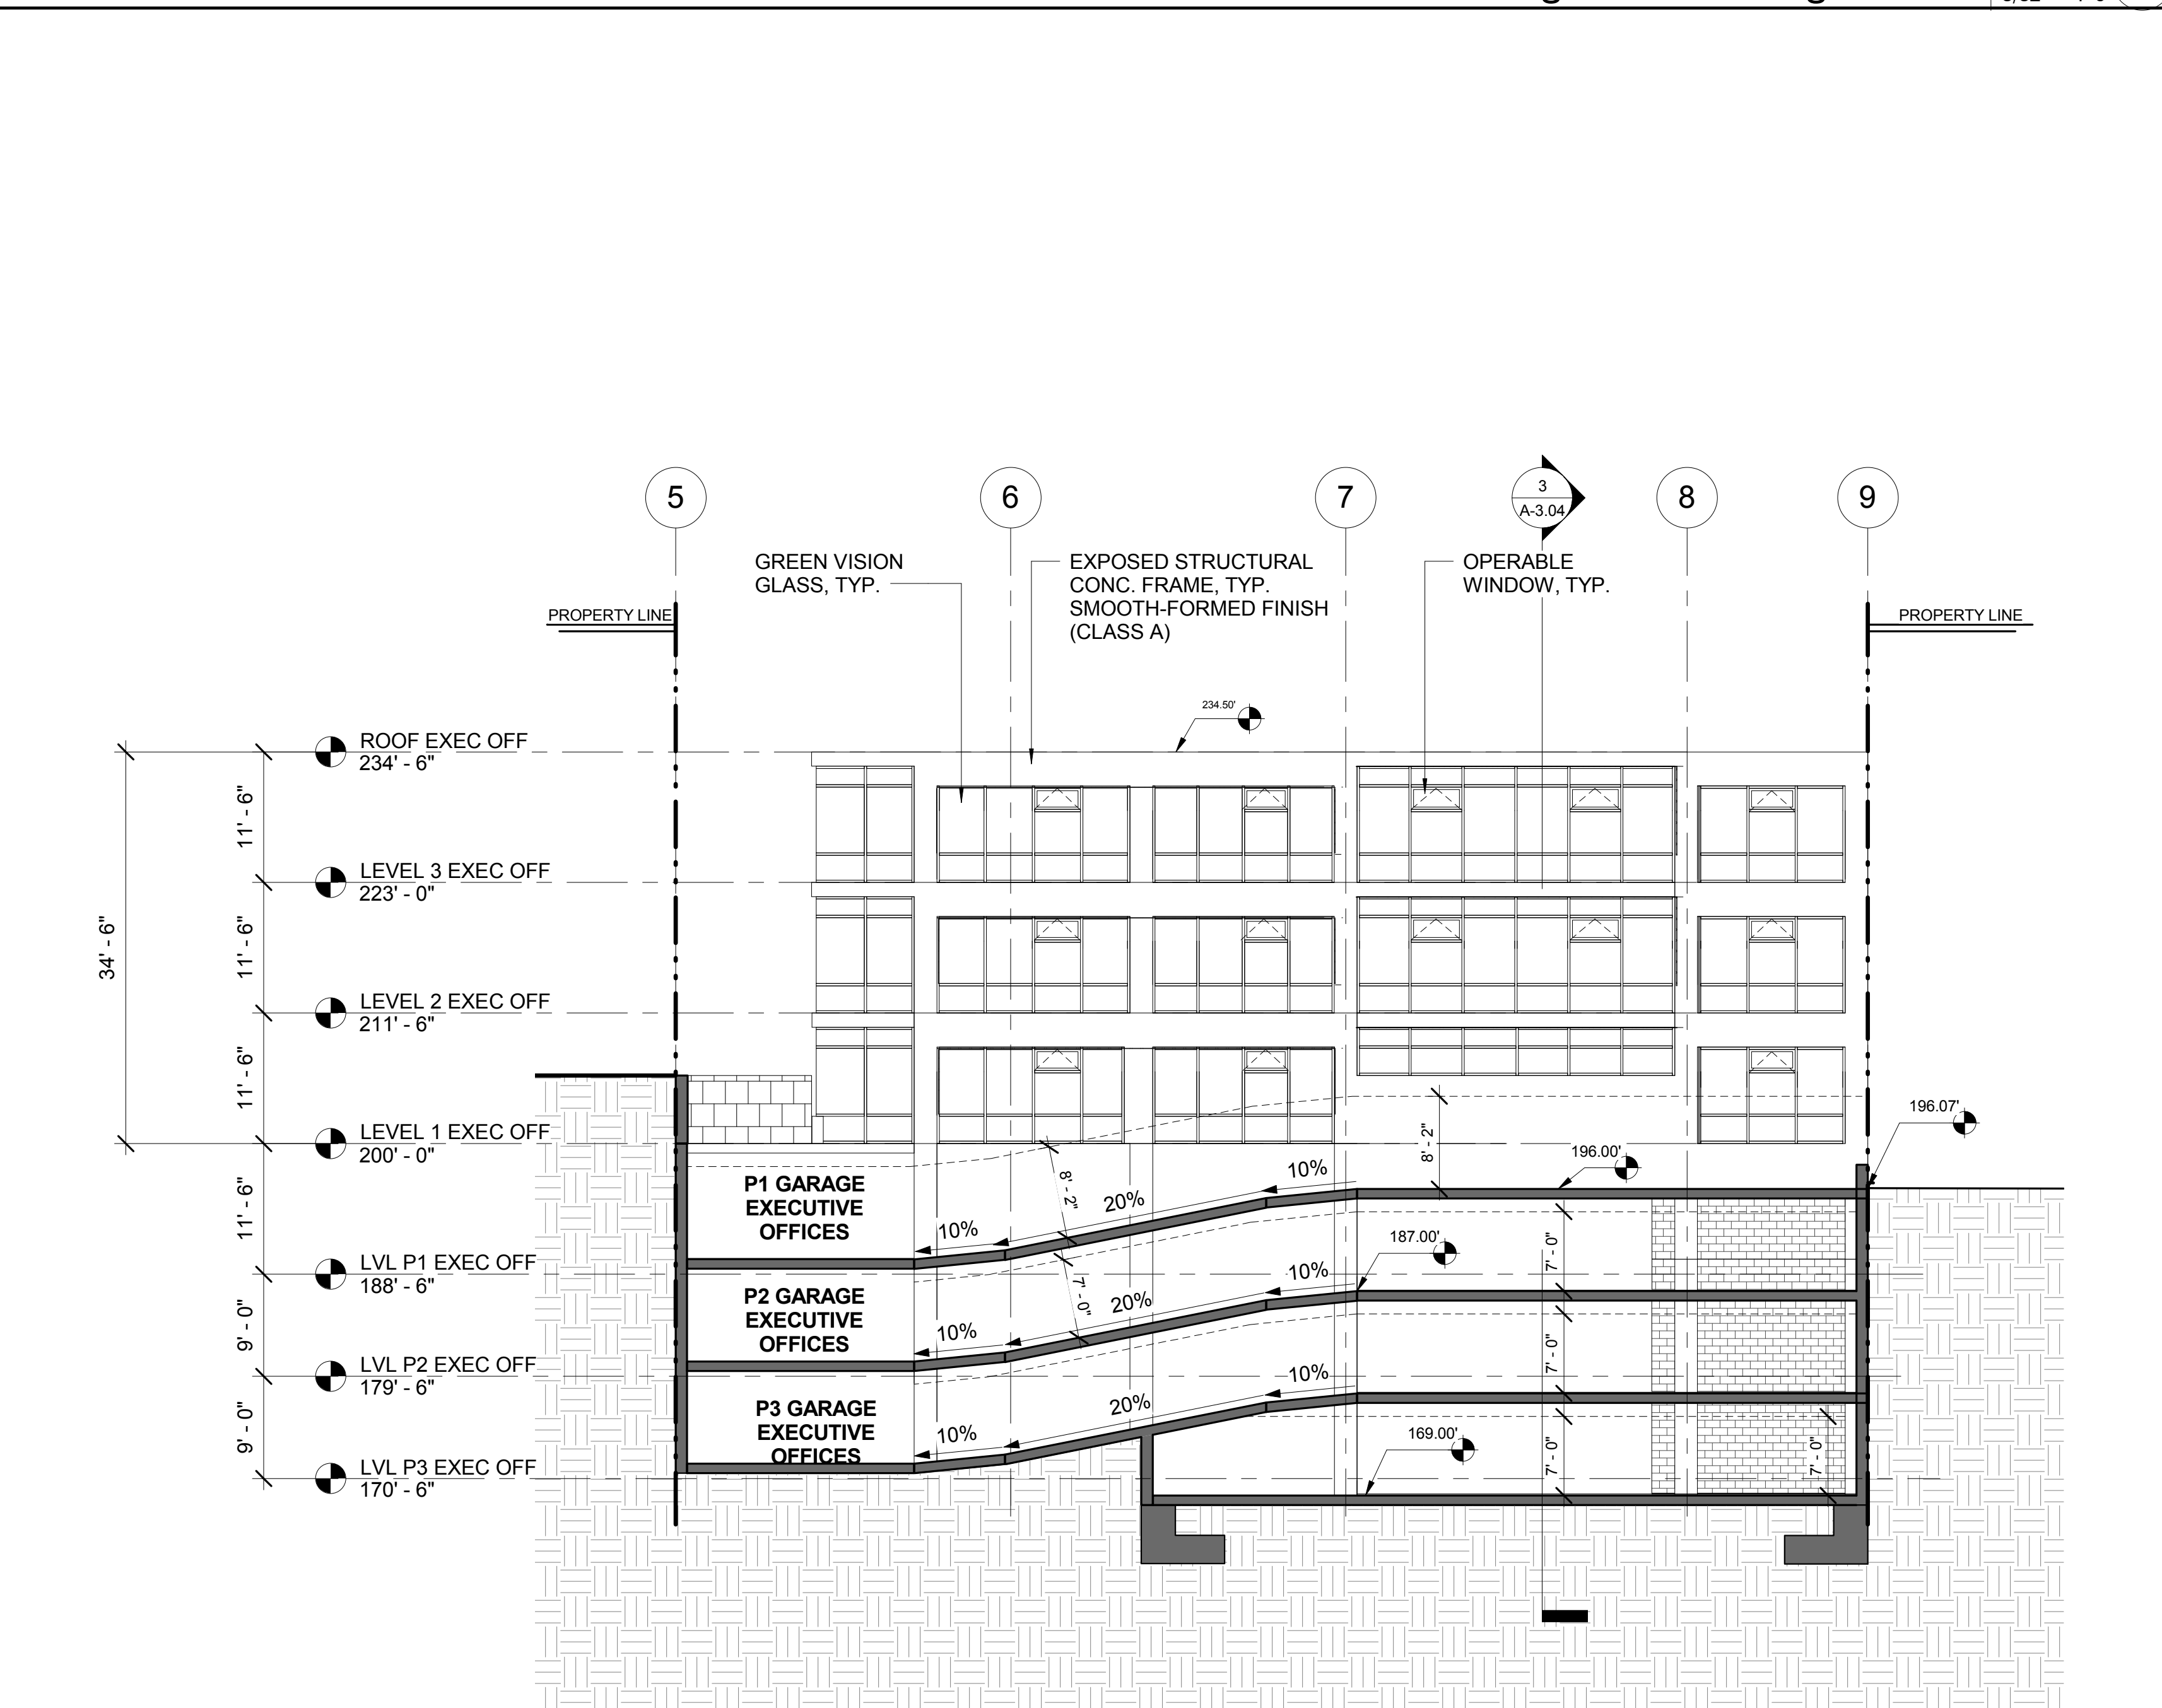 5
6
7
3
A-3.04
8
9
GREEN VISION
GLASS, TYP.
EXPOSED STRUCTURAL
CONC. FRAME, TYP.
SMOOTH-FORMED FINISH
(CLASS A)
OPERABLE
WINDOW, TYP.
PROPERTY LINE
PROPERTY LINE
234.50'
ROOF EXEC OFF
234' - 6"
11' - 6"
LEVEL 3 EXEC OFF
223' - 0"
34' - 6"
11' - 6"
LEVEL 2 EXEC OFF
211' - 6"
11' - 6"
LEVEL 1 EXEC OFF
200' - 0"
196.07'
8' - 2"
196.00'
8' - 2"
10%
20%
10%
P1 GARAGE
EXECUTIVE
OFFICES
11' - 6"
LVL P1 EXEC OFF
188' - 6"
187.00'
7' - 0"
7' - 0"
10%
20%
10%
P2 GARAGE
EXECUTIVE
OFFICES
9' - 0"
LVL P2 EXEC OFF
179' - 6"
7' - 0"
10%
20%
10%
P3 GARAGE
EXECUTIVE
OFFICES
9' - 0"
LVL P3 EXEC OFF
170' - 6"
169.00'
7' - 0"
7' - 0"